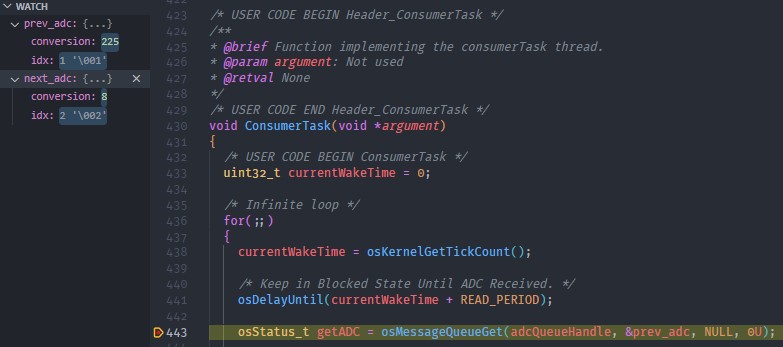 WATCH
prev_adc: {...}
conversion: 225
idx: 1 '\001'
next_adc: {...}
conversion: 8
idx: 2 '\002'
423 /* USER CODE BEGIN Header_ConsumerTask */
424 /**
425 * @brief Function implementing the consumerTask thread.
426 * @param argument: Not used
427 * @retval None
428 */
429 /* USER CODE END Header_ConsumerTask */
430 void ConsumerTask(void *argument)
431 {
432 /* USER CODE BEGIN ConsumerTask */
433 uint32_t currentWakeTime = 0;
434
435 /* Infinite loop */
436 for(;;)
437 {
438 currentWakeTime = osKernelGetTickCount();
439
440 /* Keep in Blocked State Until ADC Received. */
441 osDelayUntil(currentWakeTime + READ_PERIOD);
442
443 osStatus_t getADC = osMessageQueueGet(adcQueueHandle, &prev_adc, NULL, 0U);